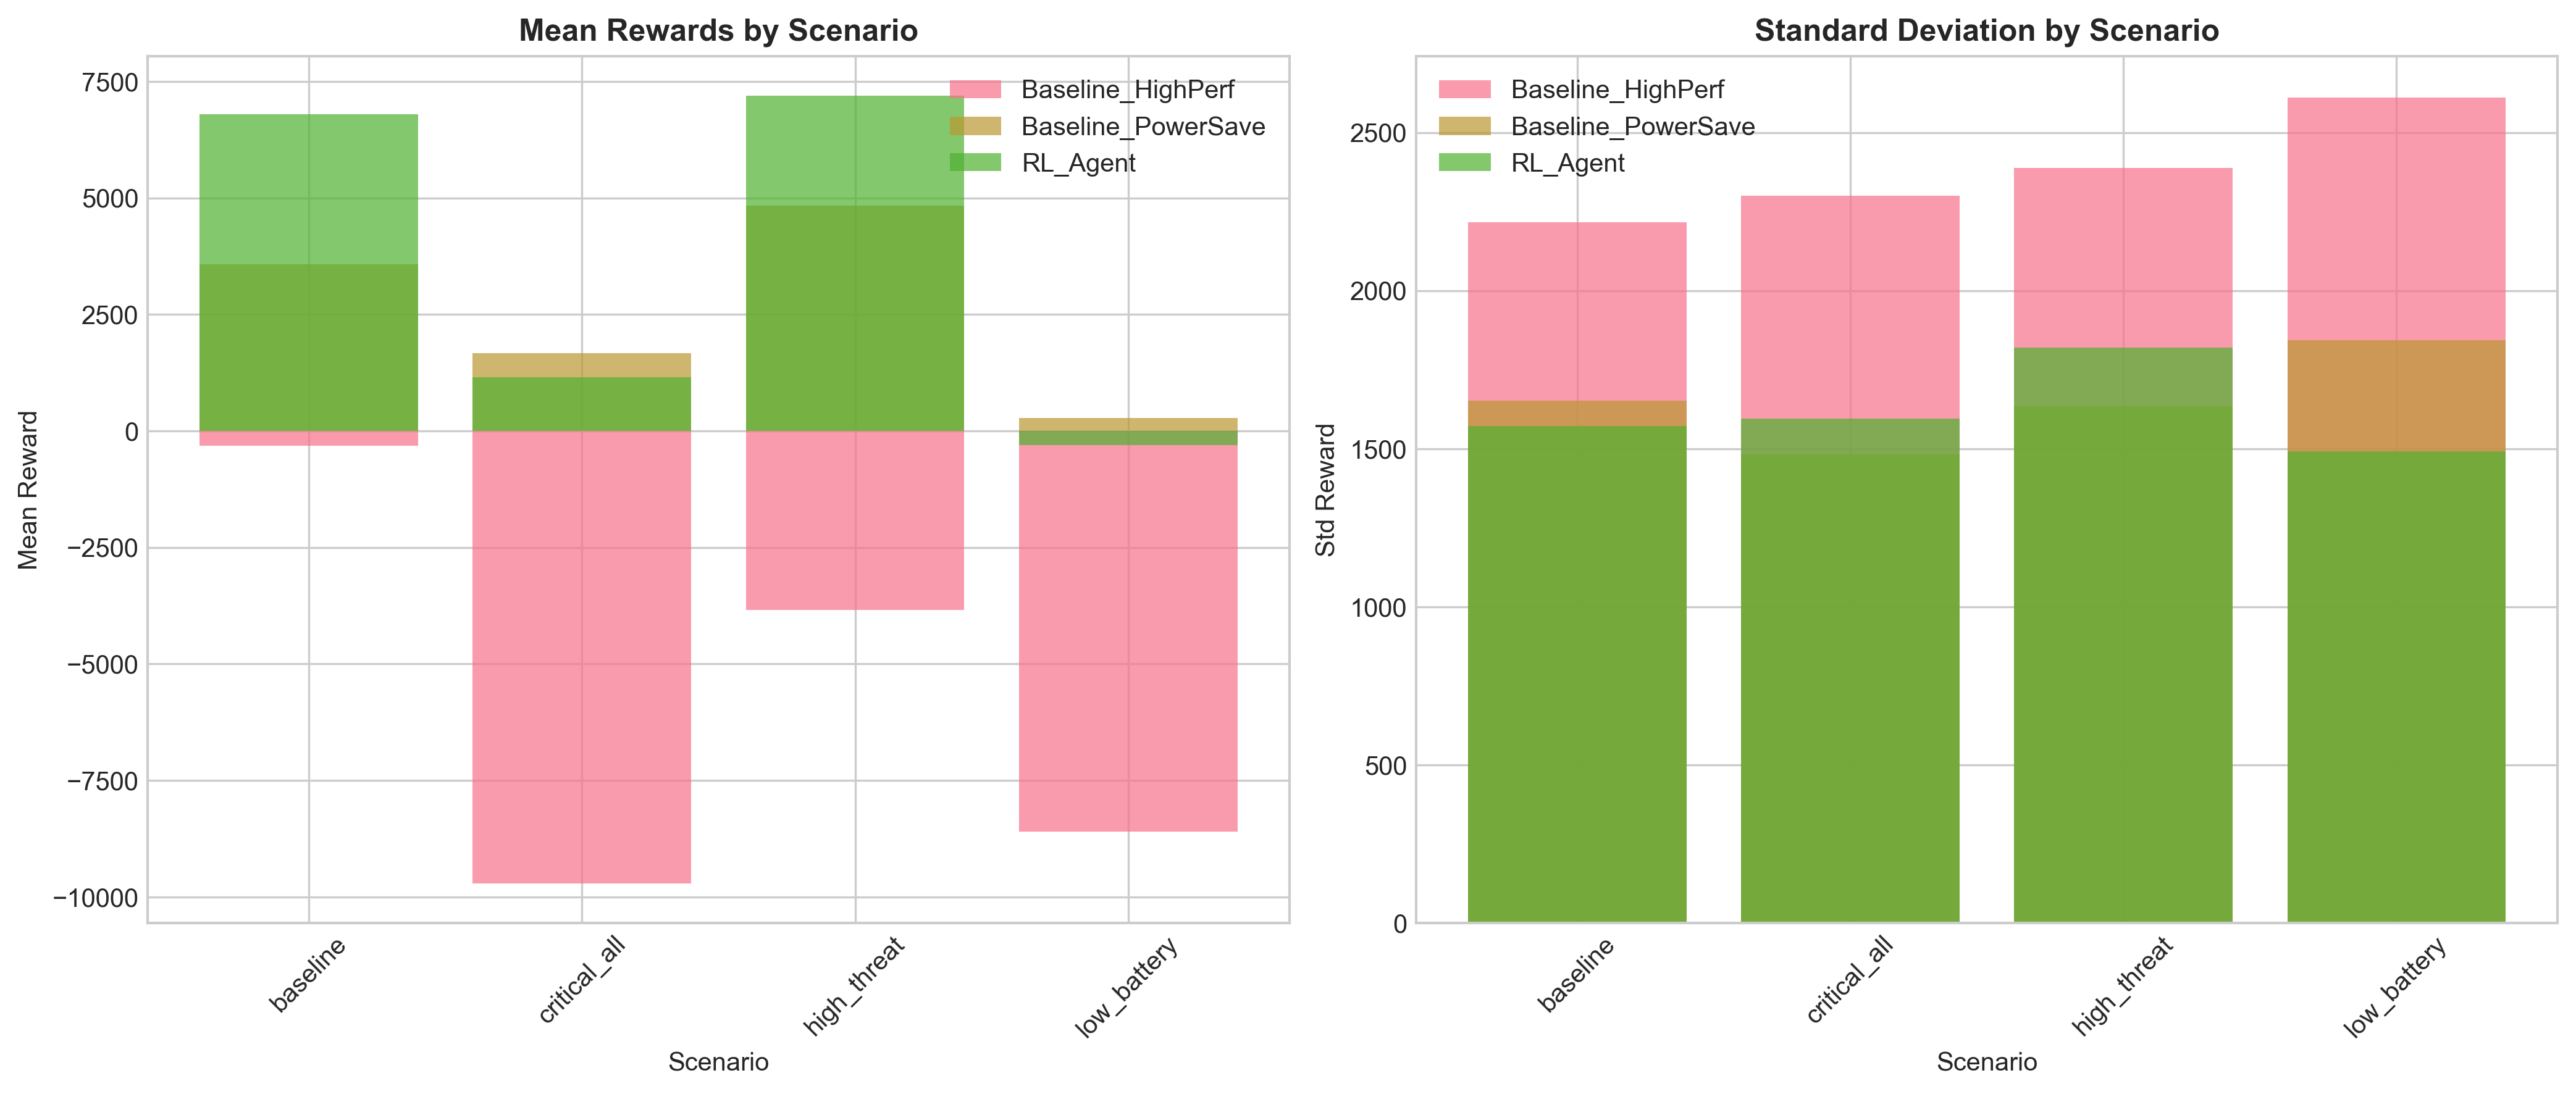 Mean Rewards by Scenario
Baseline_HighPerf
Baseline_PowerSave
RL_Agent
Mean Reward
7500
5000
2500
0
−2500
−5000
−7500
−10000
baseline
critical_all
high_threat
low_battery
Scenario
Standard Deviation by Scenario
Baseline_HighPerf
Baseline_PowerSave
RL_Agent
Std Reward
2500
2000
1500
1000
500
0
baseline
critical_all
high_threat
low_battery
Scenario